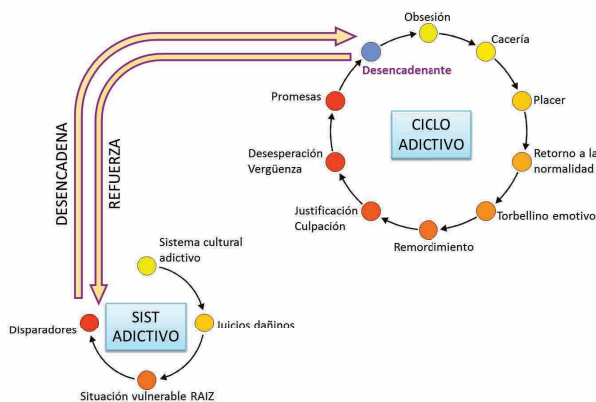 Obsesión
Cacería
Desencadenante
Placer
Promesas
CICLO
ADICTIVO
Retorno a la
normalidad
Desesperación
Vergüenza
Torbellino emotivo
Justificación
Culpación
Remordimiento
DESENCADENA
REFUERZA
Sistema cultural
adictivo
SIST
ADICTIVO
Disparadores
Juicios dañinos
Situación vulnerable RAIZ